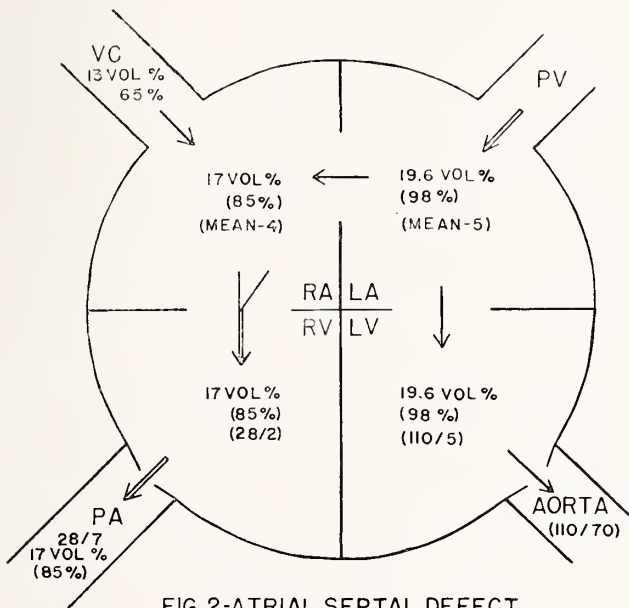 VC
13 VOL %
65%
PV
17 VOL %
(85%)
(MEAN-4)
19.6 VOL %
(98%)
(MEAN-5)
RA LA
RV LV
17 VOL %
(85%)
(28/2)
19.6 VOL %
(98%)
(110/5)
PA
28/7
17 VOL %
(85%)
AORTA
(110/70)
FIG. 2-ATRIAL SEPTAL DEFECT